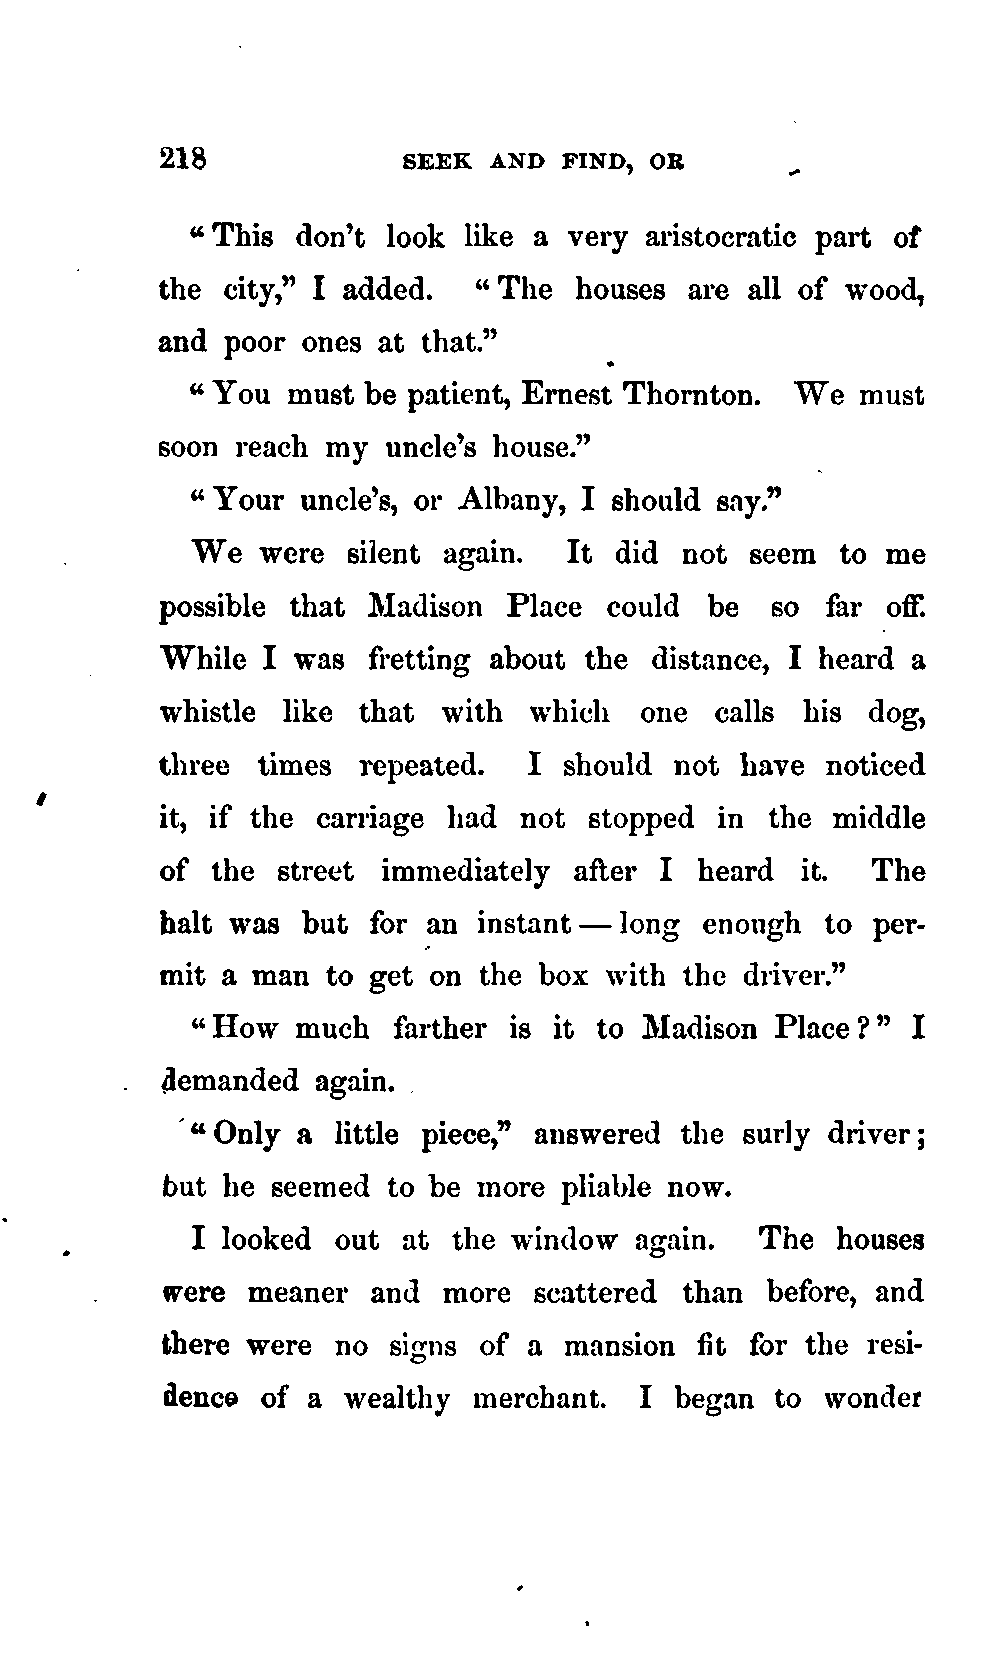 218 SEEK AND FIND, OR
"This don't look like a very aristocratic part of
the city," I added. "The houses are all of wood,
and poor ones at that."
"You must be patient, Ernest Thornton. We must
soon reach my uncle's house."
"Your uncle's, or Albany, I should say."
We were silent again. It did not seem to me
possible that Madison Place could be so far off.
While I was fretting about the distance, I heard a
whistle like that with which one calls his dog,
three times repeated. I should not have noticed
it, if the carriage had not stopped in the middle
of the street immediately after I heard it. The
halt was but for an instant — long enough to per-
mit a man to get on the box with the driver."
"How much farther is it to Madison Place?" I
demanded again.
"Only a little piece," answered the surly driver;
but he seemed to be more pliable now.
I looked out at the window again. The houses
were meaner and more scattered than before, and
there were no signs of a mansion fit for the resi-
dence of a wealthy merchant. I began to wonder